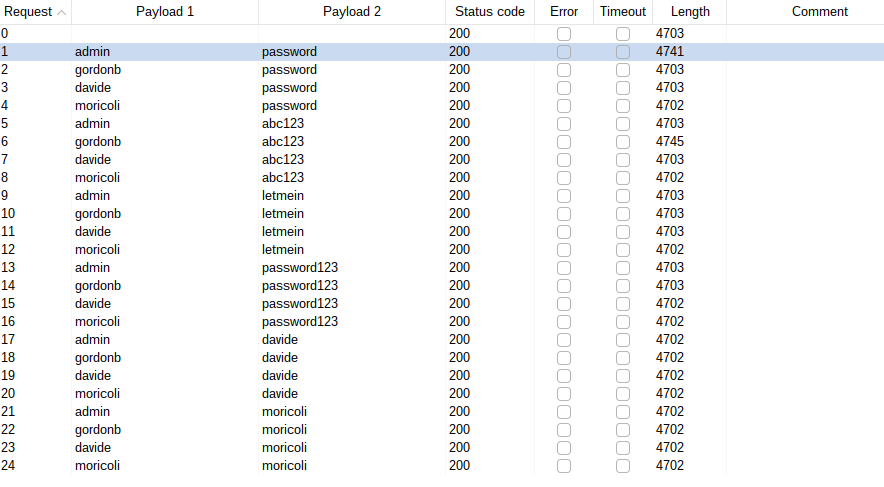 Request Payload 1 Payload 2 Status code Error Timeout Length Comment
0 200 4703
1 admin password 200 4741
2 gordonb password 200 4703
3 davide password 200 4703
4 moricoli password 200 4702
5 admin abc123 200 4703
6 gordonb abc123 200 4745
7 davide abc123 200 4703
8 moricoli abc123 200 4702
9 admin letmein 200 4703
10 gordonb letmein 200 4703
11 davide letmein 200 4703
12 moricoli letmein 200 4702
13 admin password123 200 4703
14 gordonb password123 200 4703
15 davide password123 200 4702
16 moricoli password123 200 4702
17 admin davide 200 4702
18 gordonb davide 200 4702
19 davide davide 200 4702
20 moricoli davide 200 4702
21 admin moricoli 200 4702
22 gordonb moricoli 200 4702
23 davide moricoli 200 4702
24 moricoli moricoli 200 4702